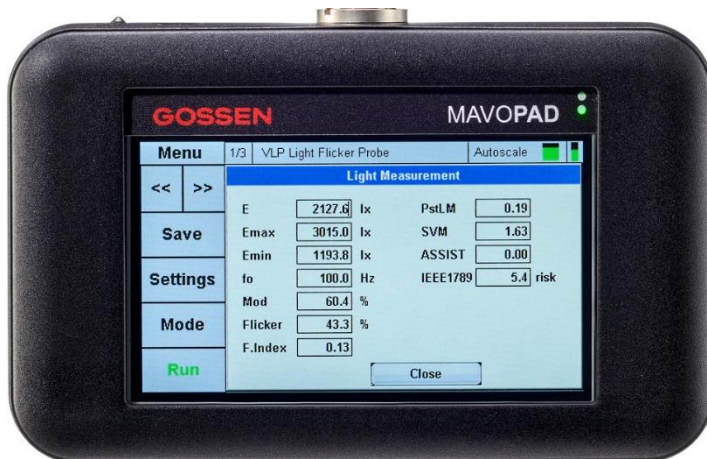 GOSSEN MAVOPAD
Menu 1/3 VLP Light Flicker Probe Autoscale
<< >> Light Measurement
E 2127.6 lx PstLM 0.19
Save Emax 3015.0 lx SVM 1.63
Emin 1193.8 lx ASSIST 0.00
Settings fo 100.0 Hz IEEE1789 5.4 risk
Mod 60.4 %
Mode Flicker 43.3 %
F.Index 0.13
Run Close